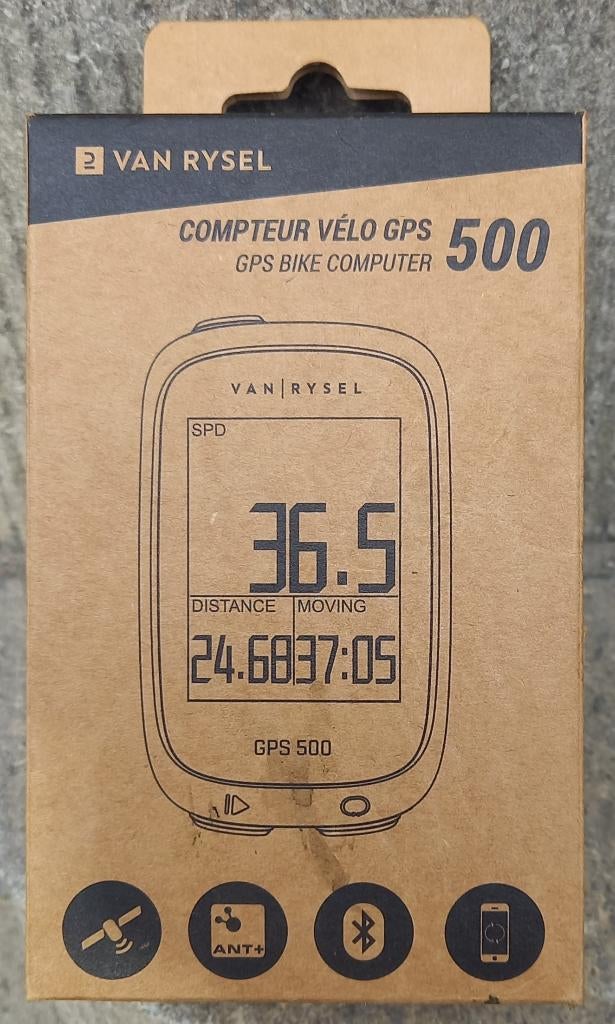 VAN RYSEL
COMPTEUR VÉLO GPS 500
GPS BIKE COMPUTER
VAN|RYSEL
SPD
36.5
DISTANCE MOVING
24.68 37:05
GPS 500
ANT+